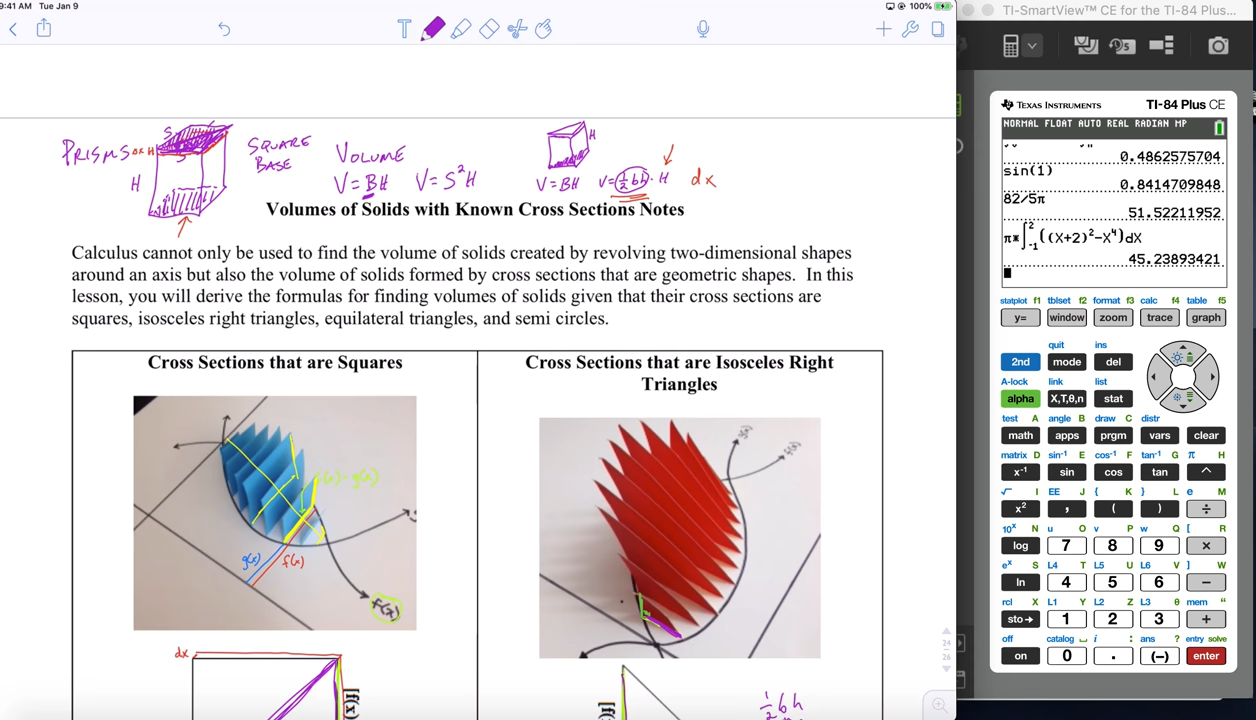 9:41 AM Tue Jan 9
100%
TI-SmartView™ CE for the TI-84 Plus...
PRISMS
S
S
dx
H
H
SQUARE
BASE
VOLUME
V = BH
V = S²H
H
V = BH
V = ½bh · H
dx
Volumes of Solids with Known Cross Sections Notes
Calculus cannot only be used to find the volume of solids created by revolving two-dimensional shapes
around an axis but also the volume of solids formed by cross sections that are geometric shapes. In this
lesson, you will derive the formulas for finding volumes of solids given that their cross sections are
squares, isosceles right triangles, equilateral triangles, and semi circles.
Cross Sections that are Squares
f(x) - g(x)
g(x)
f(x)
f(x)
dx
[f(x)
Cross Sections that are Isosceles Right
Triangles
g(x)
f(x)
[f(
½bh
24
26
TEXAS INSTRUMENTS
TI-84 Plus CE
NORMAL FLOAT AUTO REAL RADIAN MP
0.4862575704
sin(1)
0.8414709848
82/5π
51.52211952
π*∫₋₁²((X+2)²-X⁴)dX
45.23893421
statplot f1 tblset f2 format f3 calc f4 table f5
y= window zoom trace graph
quit ins
2nd mode del
A-lock link list
alpha X,T,θ,n stat
test A angle B draw C distr
math apps prgm vars clear
matrix D sin⁻¹ E cos⁻¹ F tan⁻¹ G π H
x⁻¹ sin cos tan ^
√ I EE J { K } L e M
x² , ( ) ÷
10ˣ N u O v P w Q [ R
log 7 8 9 ×
eˣ S L4 T L5 U L6 V ] W
ln 4 5 6 −
rcl X L1 Y L2 Z L3 θ mem "
sto→ 1 2 3 +
off catalog i : ans ? entry solve
on 0 . (−) enter